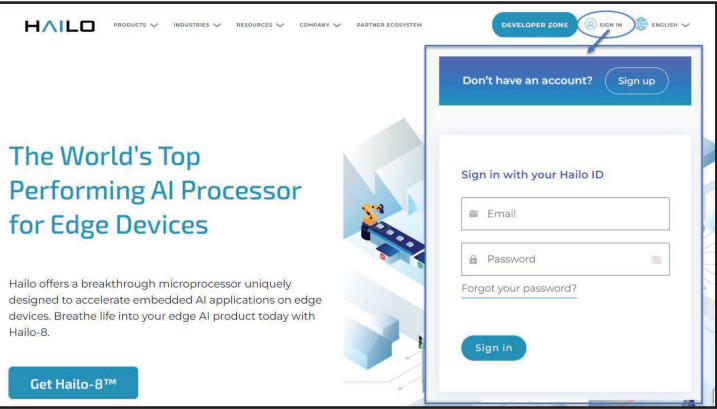 HAILO PRODUCTS INDUSTRIES RESOURCES COMPANY PARTNER ECOSYSTEM DEVELOPER ZONE SIGN IN ENGLISH
Don't have an account? Sign up
The World's Top
Performing AI Processor
for Edge Devices
Hailo offers a breakthrough microprocessor uniquely
designed to accelerate embedded AI applications on edge
devices. Breathe life into your edge AI product today with
Hailo-8.
Get Hailo-8™
Sign in with your Hailo ID
Email
Password
Forgot your password?
Sign in